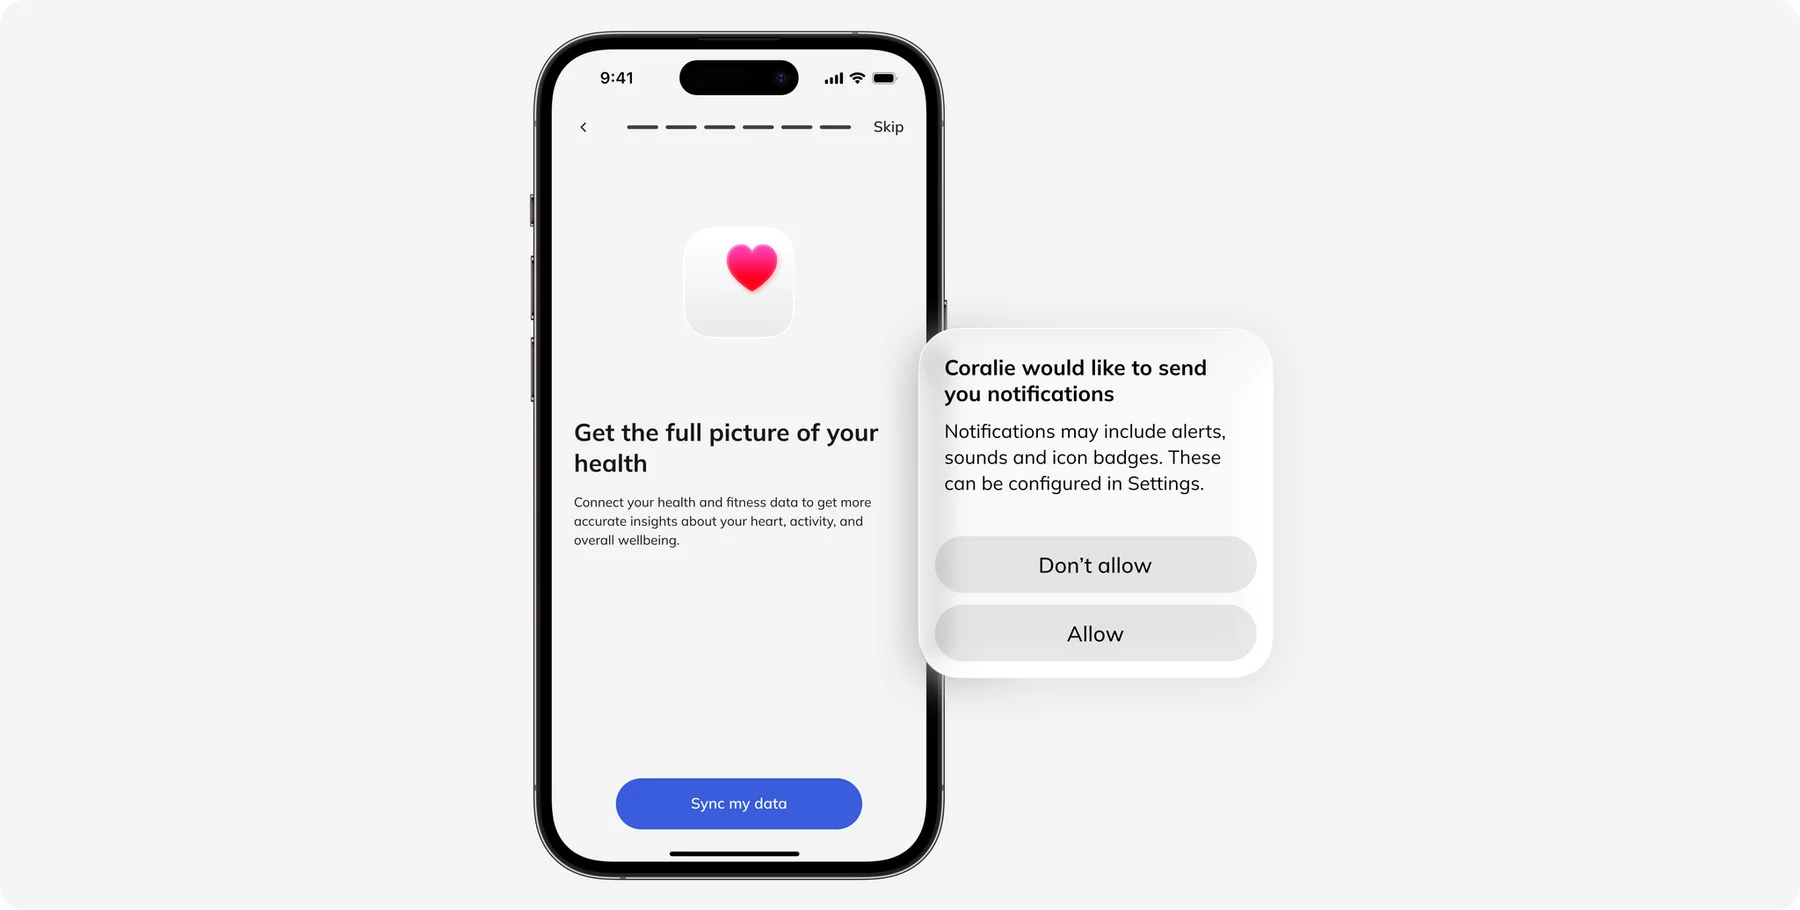 9:41
Skip
Get the full picture of your
health
Connect your health and fitness data to get more
accurate insights about your heart, activity, and
overall wellbeing.
Sync my data
Coralie would like to send
you notifications
Notifications may include alerts,
sounds and icon badges. These
can be configured in Settings.
Don’t allow
Allow